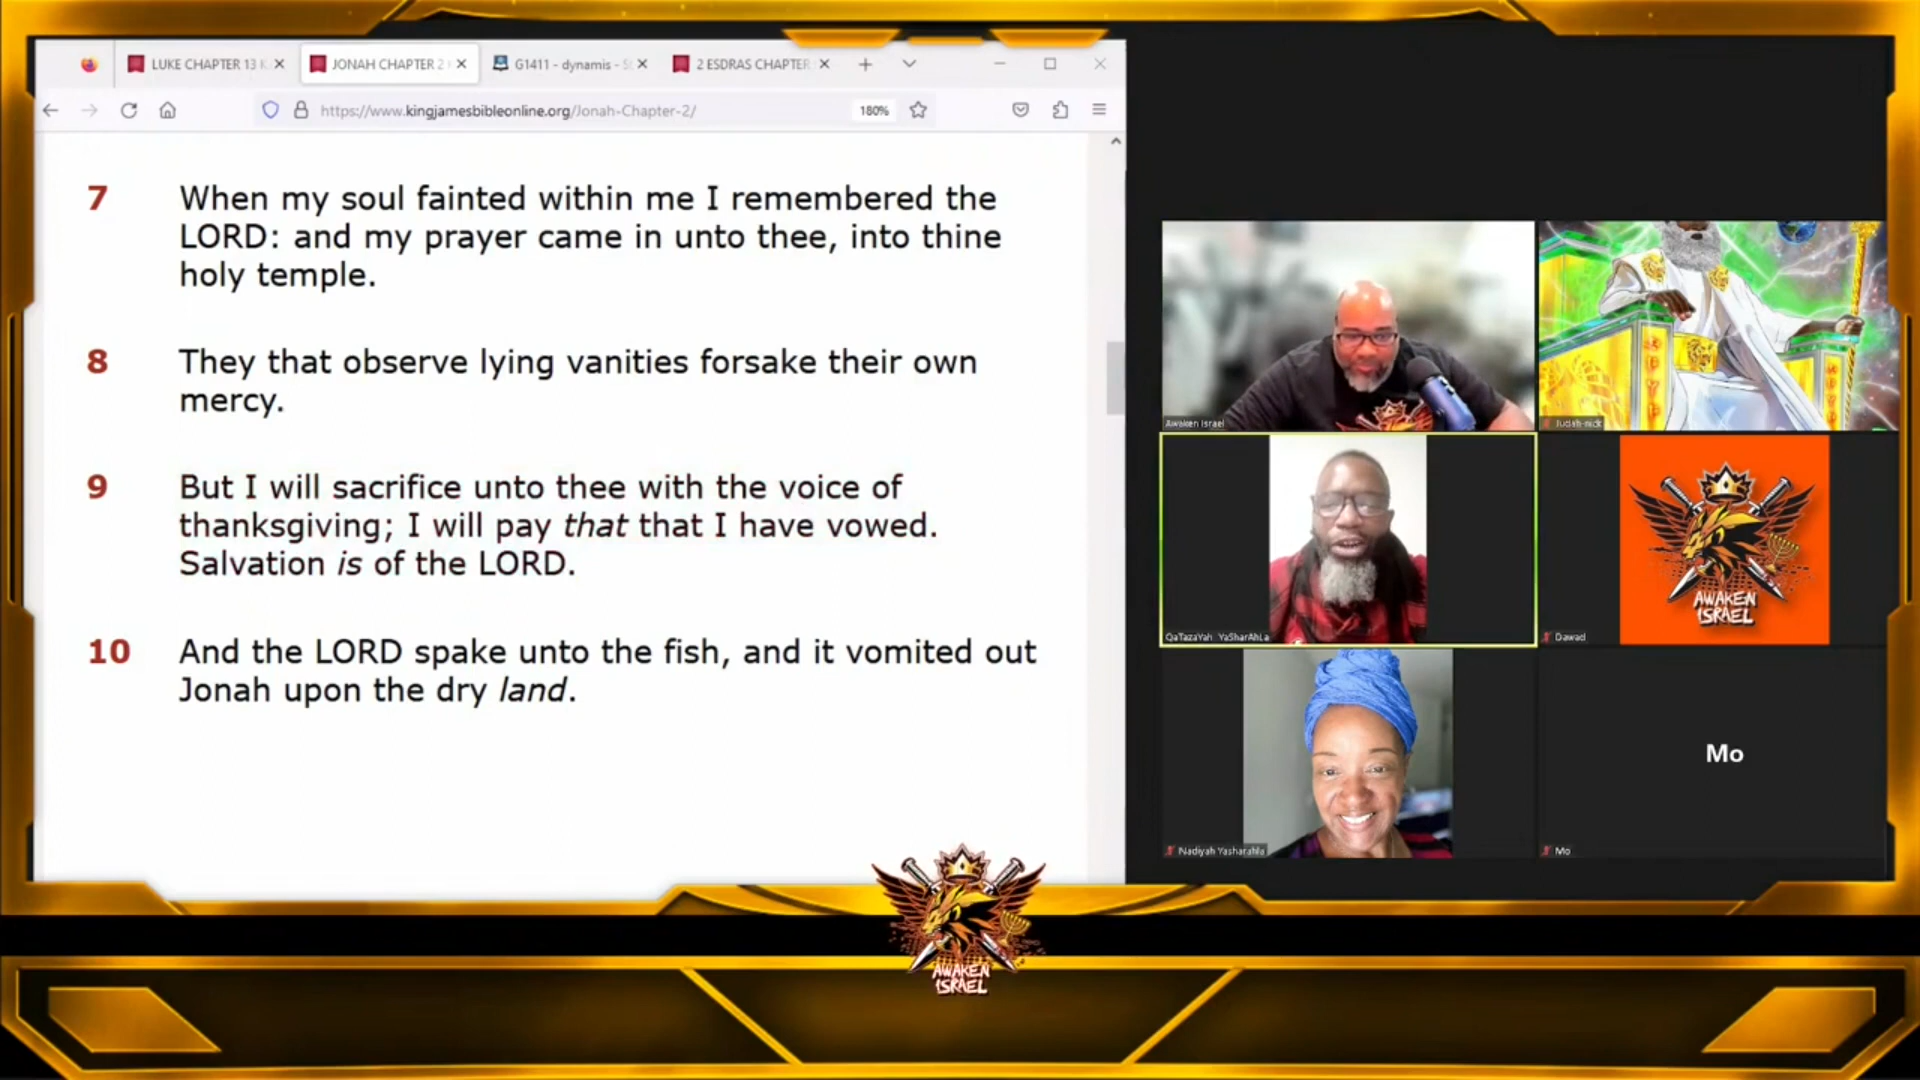 LUKE CHAPTER 13 K
JONAH CHAPTER 2
G1411 - dynamis -
2 ESDRAS CHAPTER
https://www.kingjamesbibleonline.org/Jonah-Chapter-2/
180%
7 When my soul fainted within me I remembered the
LORD: and my prayer came in unto thee, into thine
holy temple.
8 They that observe lying vanities forsake their own
mercy.
9 But I will sacrifice unto thee with the voice of
thanksgiving; I will pay that that I have vowed.
Salvation is of the LORD.
10 And the LORD spake unto the fish, and it vomited out
Jonah upon the dry land.
Awaken Israel
Judah-nick
QaTazaYah YaSharAhLa
AWAKEN
ISRAEL
Dawad
Nadiyah Yasharahla
Mo
Mo
AWAKEN
ISRAEL